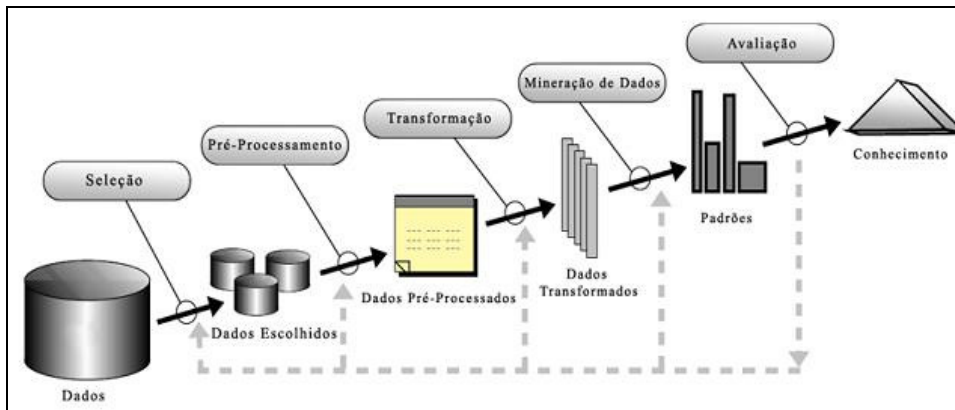 Avaliação
Mineração de Dados
Transformação
Pré-Processamento
Seleção
Conhecimento
Padrões
Dados
Transformados
Dados Pré-Processados
Dados Escolhidos
Dados